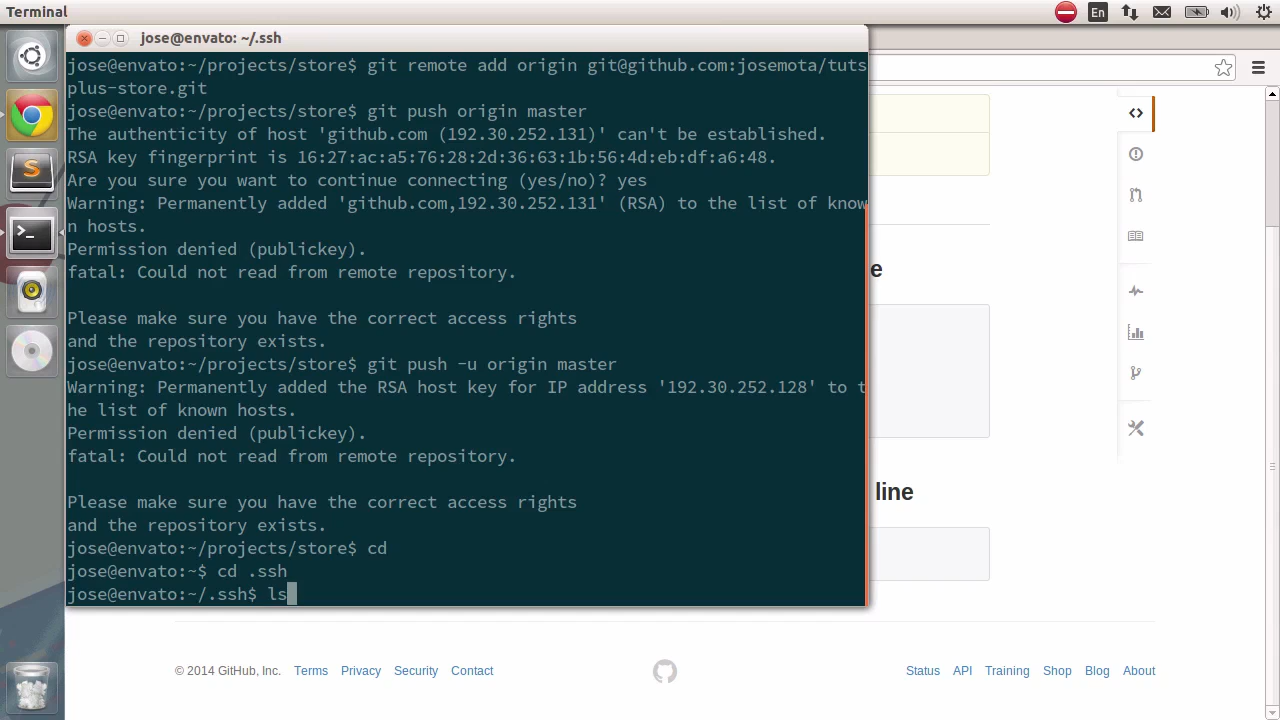 Terminal
En
jose@envato: ~/.ssh
jose@envato:~/projects/store$ git remote add origin git@github.com:josemota/tuts
plus-store.git
jose@envato:~/projects/store$ git push origin master
The authenticity of host 'github.com (192.30.252.131)' can't be established.
RSA key fingerprint is 16:27:ac:a5:76:28:2d:36:63:1b:56:4d:eb:df:a6:48.
Are you sure you want to continue connecting (yes/no)? yes
Warning: Permanently added 'github.com,192.30.252.131' (RSA) to the list of know
n hosts.
Permission denied (publickey).
fatal: Could not read from remote repository.
Please make sure you have the correct access rights
and the repository exists.
jose@envato:~/projects/store$ git push -u origin master
Warning: Permanently added the RSA host key for IP address '192.30.252.128' to t
he list of known hosts.
Permission denied (publickey).
fatal: Could not read from remote repository.
Please make sure you have the correct access rights
and the repository exists.
jose@envato:~/projects/store$ cd
jose@envato:~$ cd .ssh
jose@envato:~/.ssh$ ls
e
line
© 2014 GitHub, Inc. Terms Privacy Security Contact
Status API Training Shop Blog About